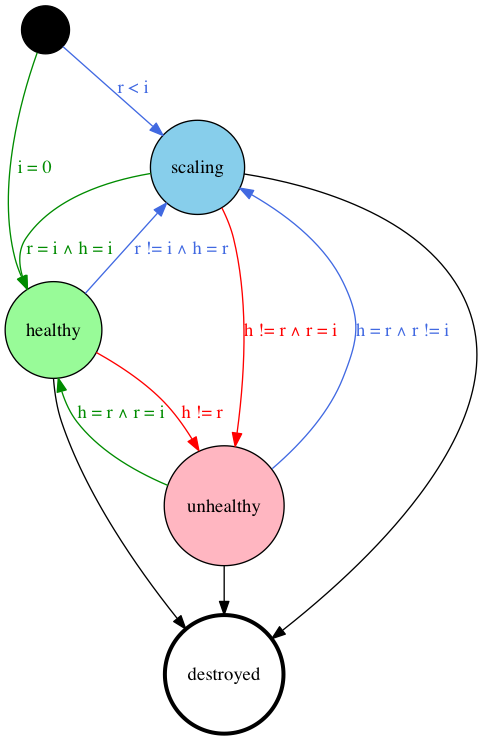 r < i
i = 0
scaling
r = i ∧ h = i
r != i ∧ h = r
healthy
h != r ∧ r = i
h = r ∧ r != i
h = r ∧ r = i
h != r
unhealthy
destroyed